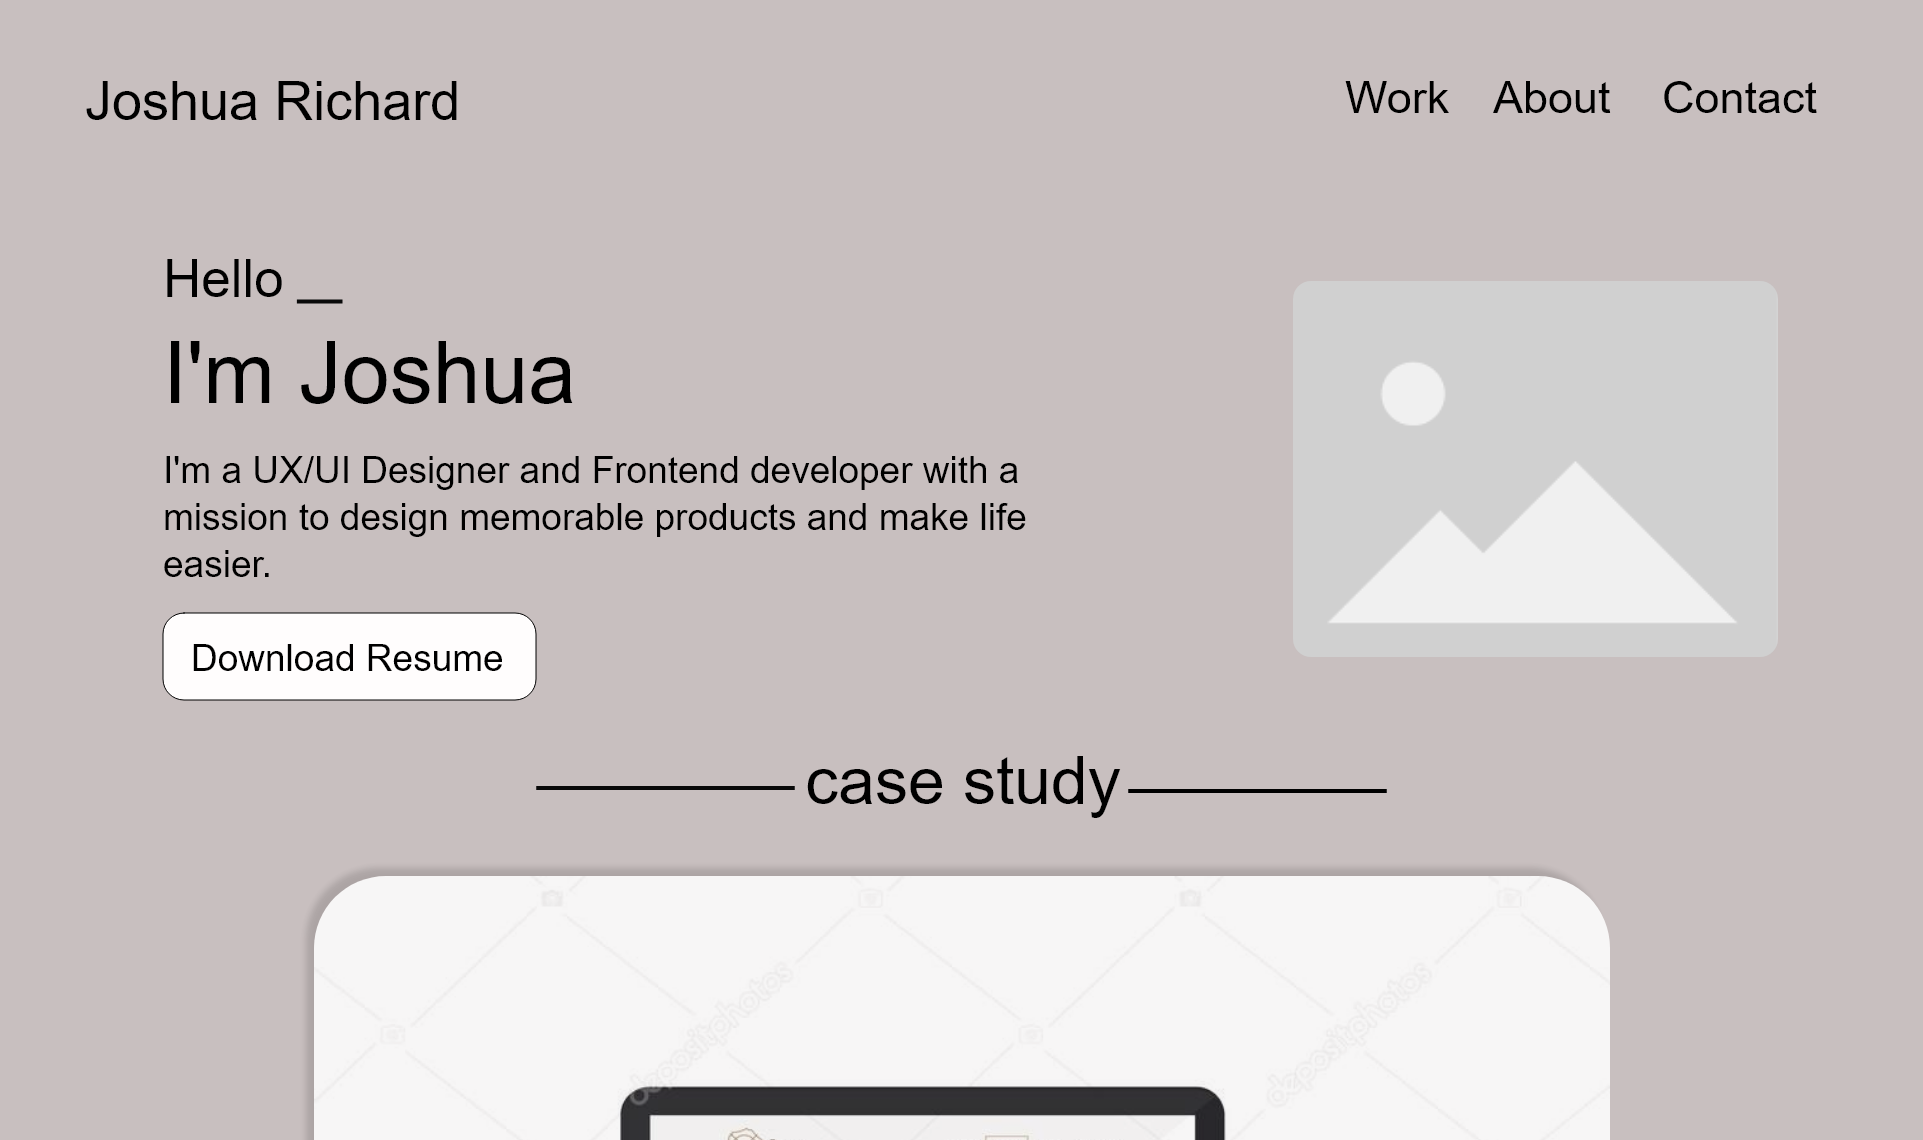 Joshua Richard
Work About Contact
Hello __
I'm Joshua
I'm a UX/UI Designer and Frontend developer with a
mission to design memorable products and make life
easier.
Download Resume
case study
depositphotos
depositphotos